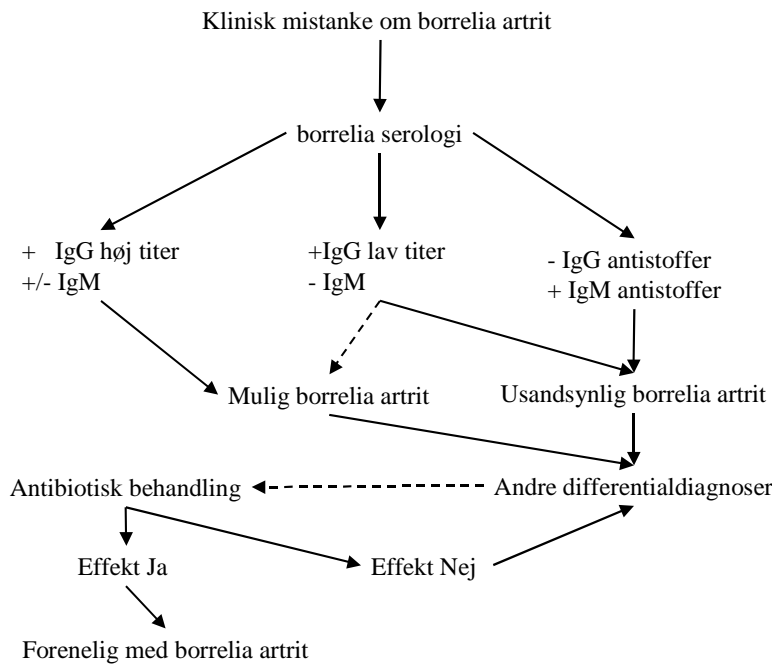 Klinisk mistanke om borrelia artrit
borrelia serologi
+ IgG høj titer
+/- IgM
+IgG lav titer
- IgM
- IgG antistoffer
+ IgM antistoffer
Mulig borrelia artrit
Usandsynlig borrelia artrit
Antibiotisk behandling
Andre differentialdiagnoser
Effekt Ja
Effekt Nej
Forenelig med borrelia artrit